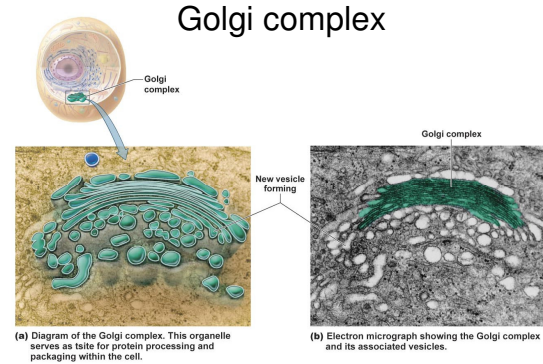 Golgi complex
Golgi
complex
Golgi complex
New vesicle
forming
(a) Diagram of the Golgi complex. This organelle
serves as tsite for protein processing and
packaging within the cell.
(b) Electron micrograph showing the Golgi complex
and its associated vesicles.